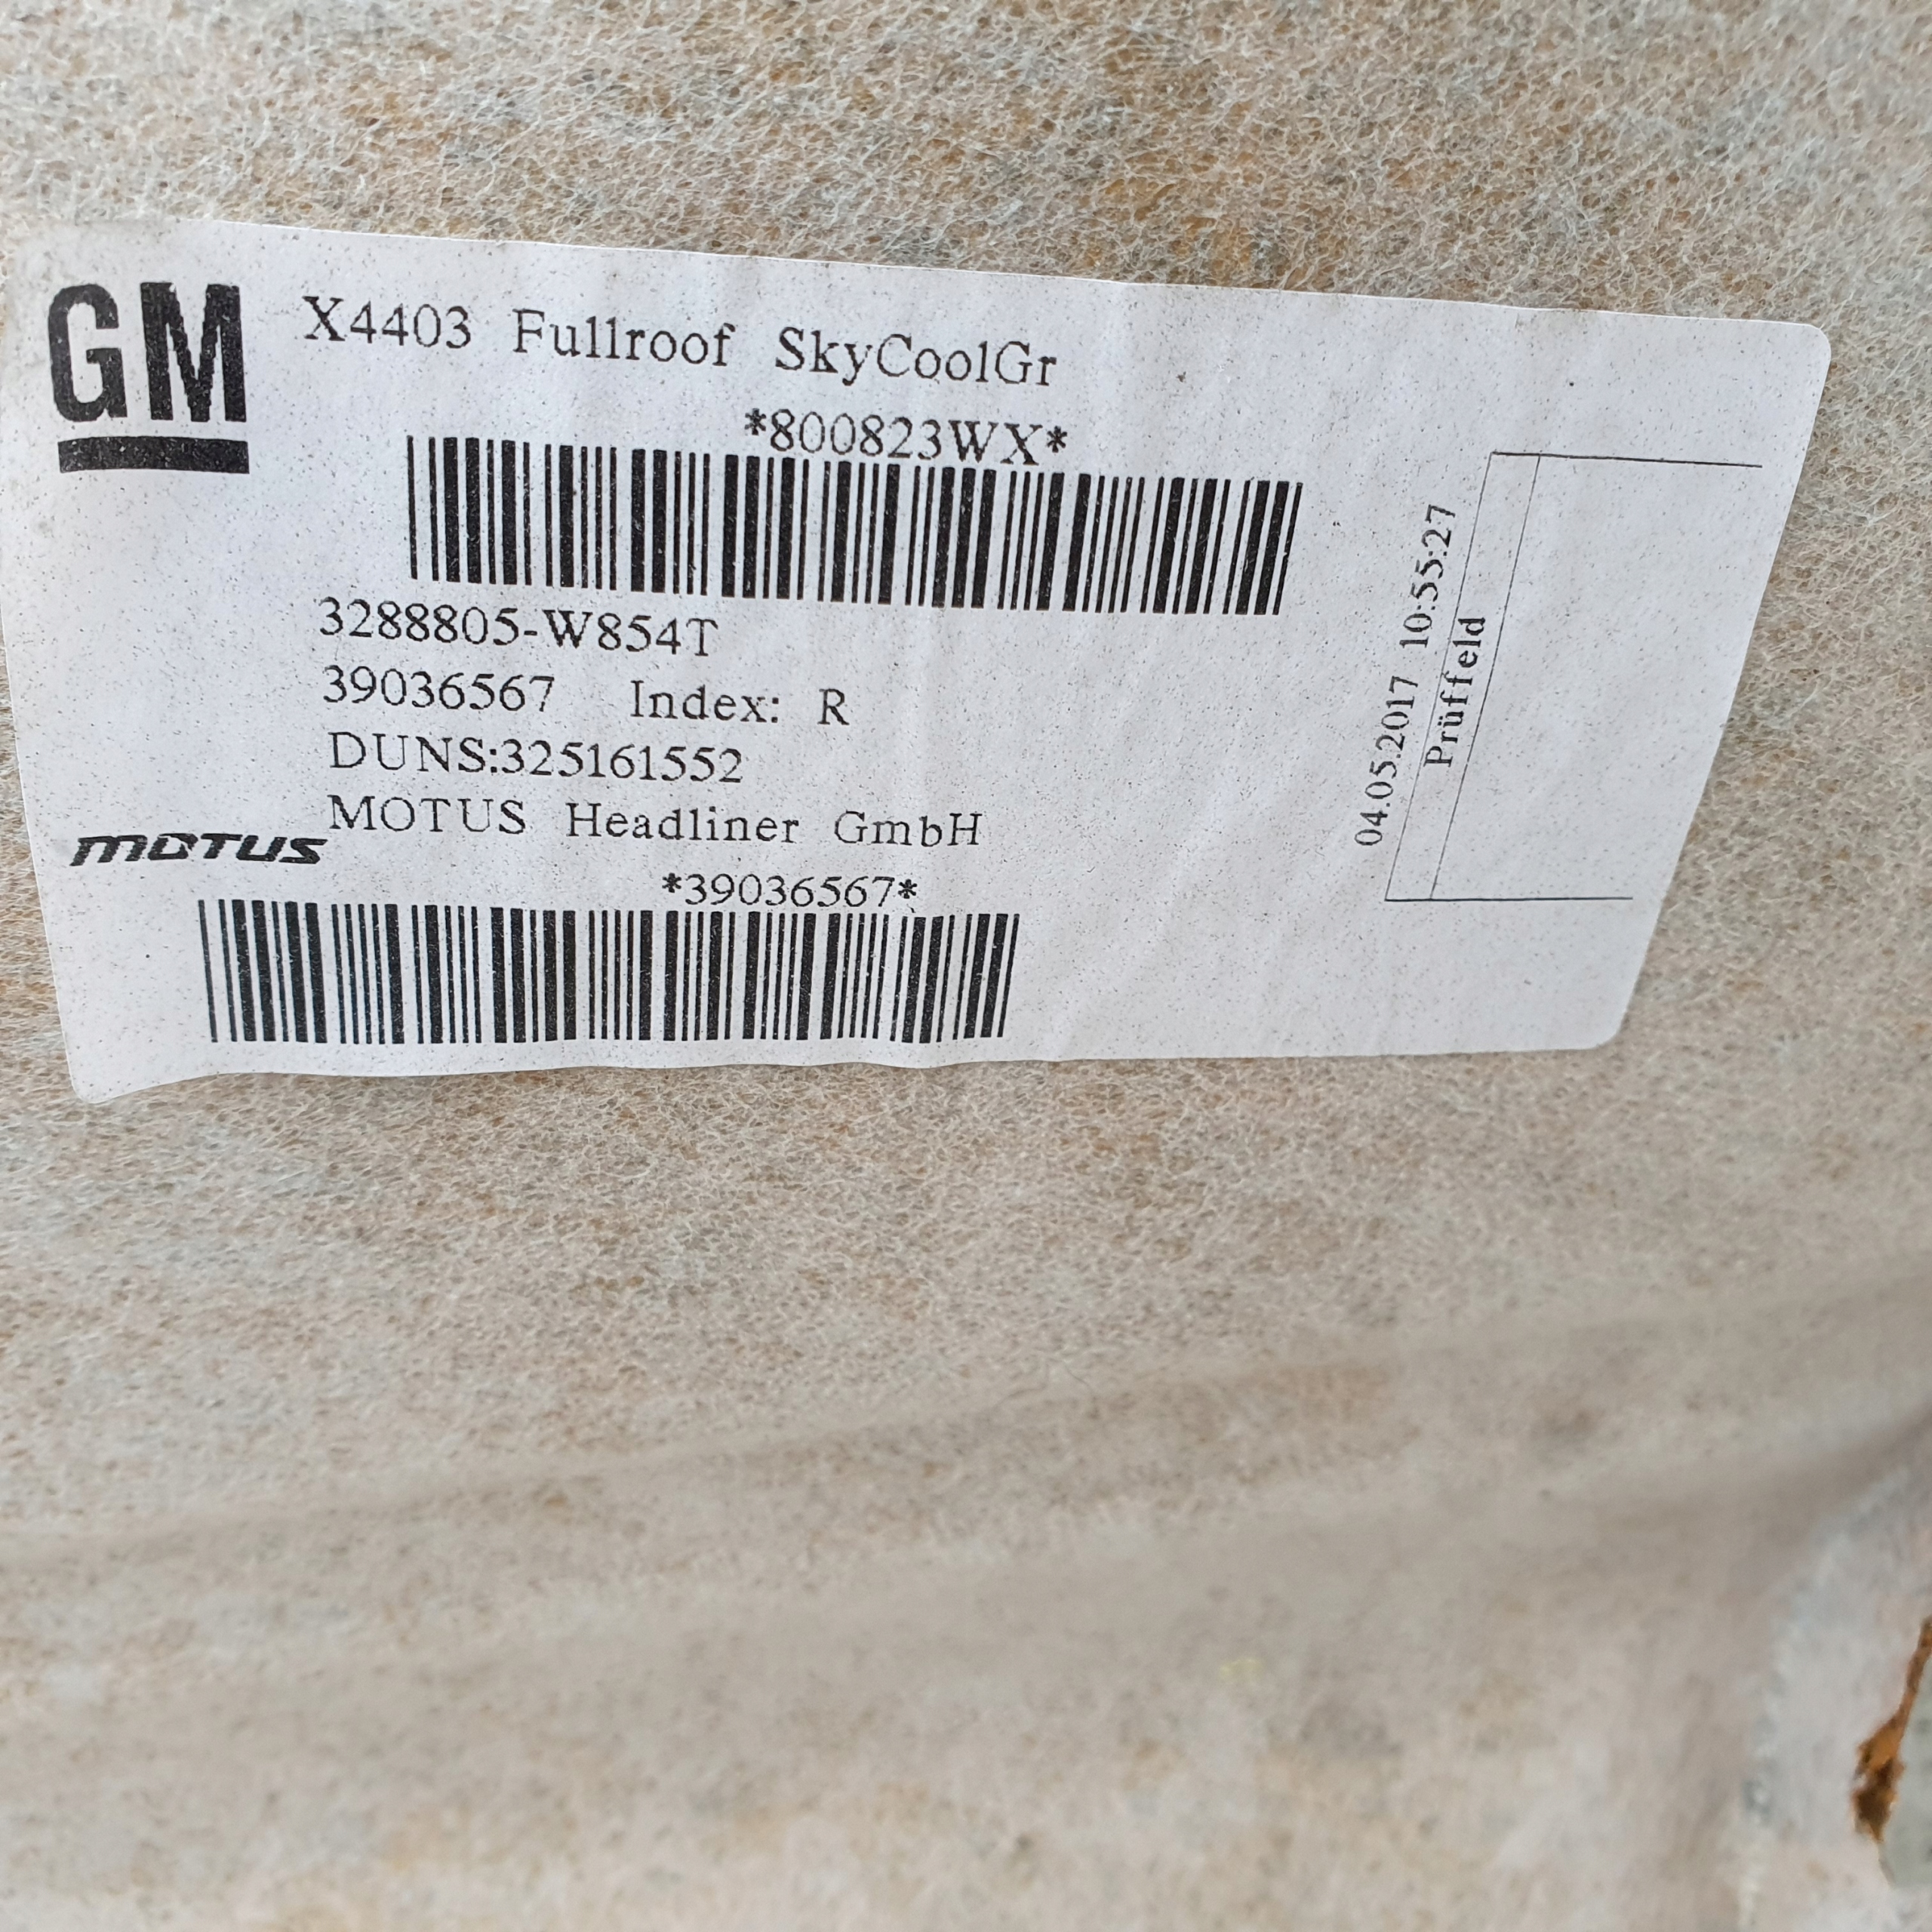 GM
X4403 Fullroof SkyCoolGr
*800823WX*
3288805-W854T
39036567 Index: R
DUNS:325161552
MOTUS Headliner GmbH
MOTUS
*39036567*
04.05.2017 10:55:27
Prüffeld